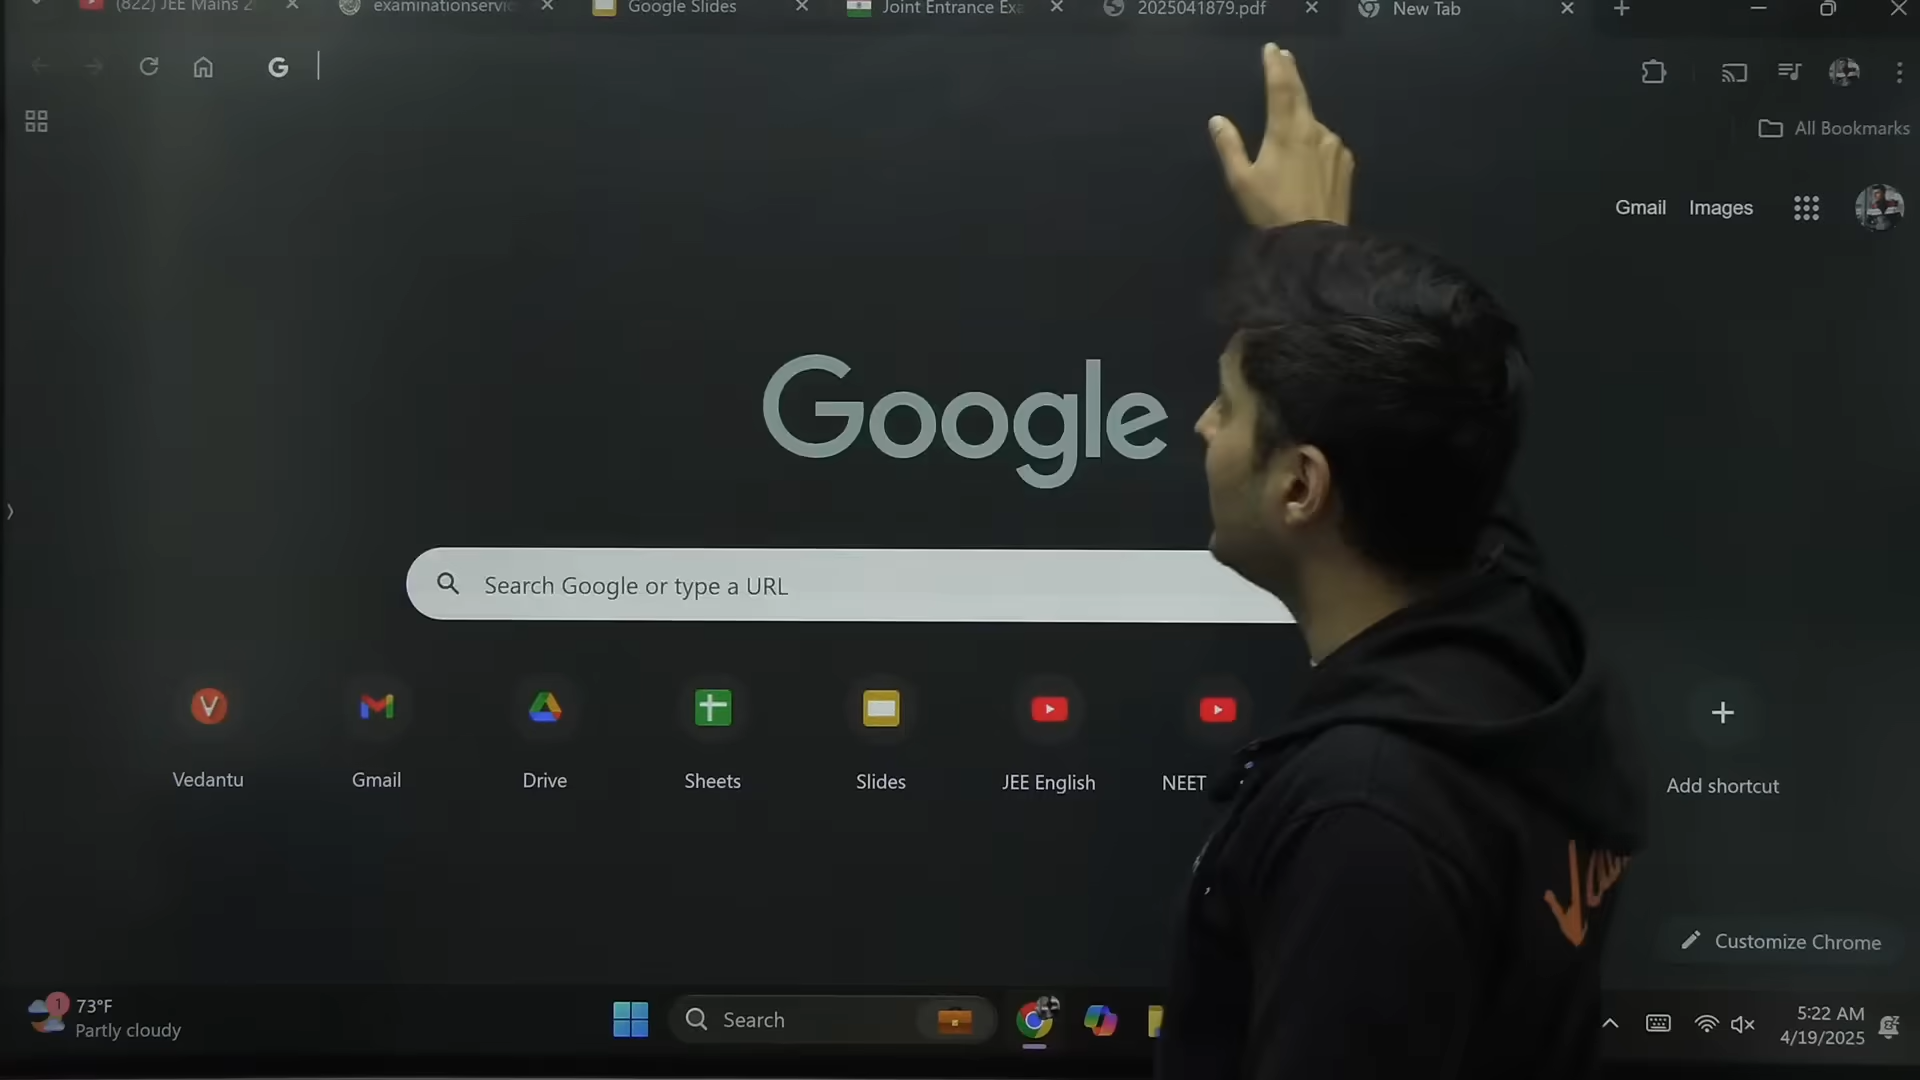 (822) JEE Mains 2
examinationservic
Google Slides
Joint Entrance Exa
2025041879.pdf
New Tab
G
All Bookmarks
Gmail
Images
Google
Search Google or type a URL
Vedantu
Gmail
Drive
Sheets
Slides
JEE English
NEET
Add shortcut
Customize Chrome
1
73°F
Partly cloudy
Search
5:22 AM
4/19/2025